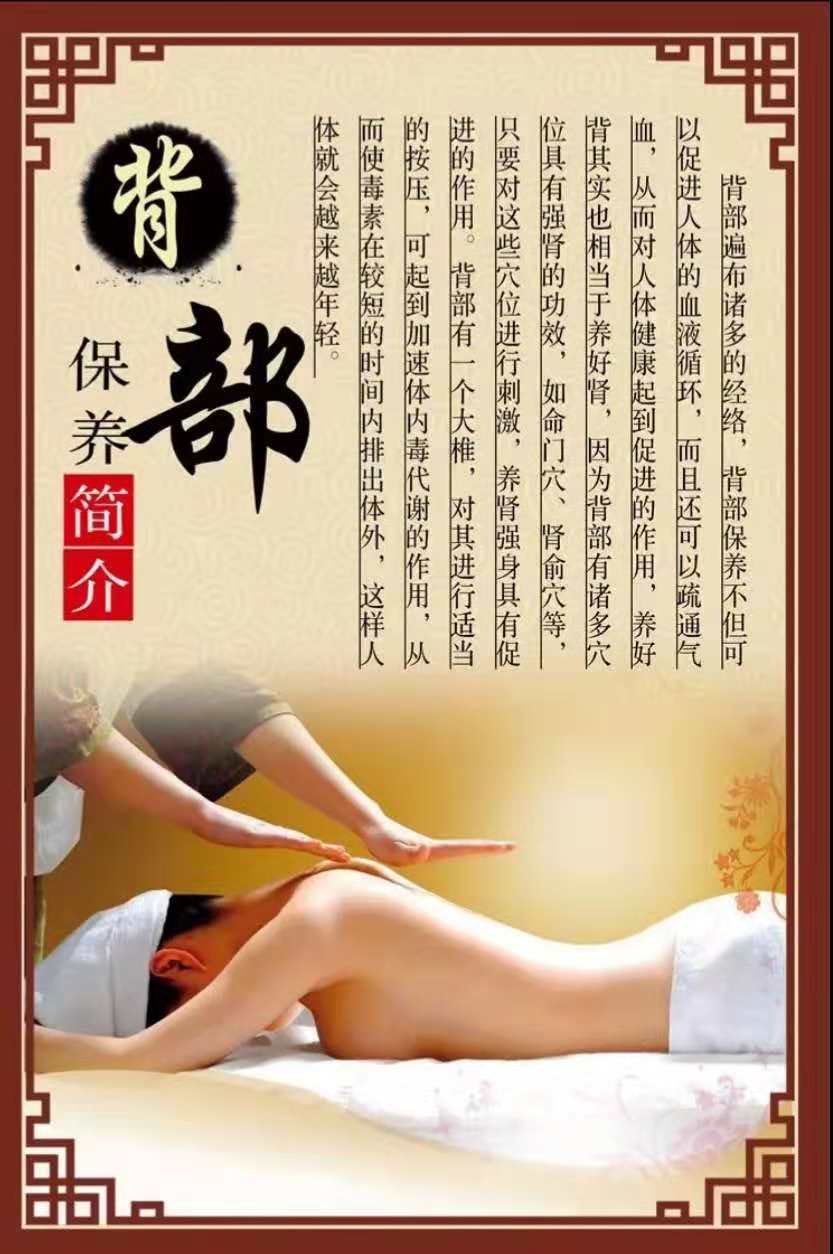 背部
保养
简介
背部遍布诸多的经络，背部保养不但可
以促进人体的血液循环，而且还可以疏通气
血，从而对人体健康起到促进的作用，养好
背其实也相当于养好肾，因为背部有诸多穴
位具有强肾的功效，如命门穴、肾俞穴等，
只要对这些穴位进行刺激，养肾强身具有促
进的作用。背部有一个大椎，对其进行适当
的按压，可起到加速体内毒代谢的作用，从
而使毒素在较短的时间内排出体外，这样人
体就会越来越年轻。